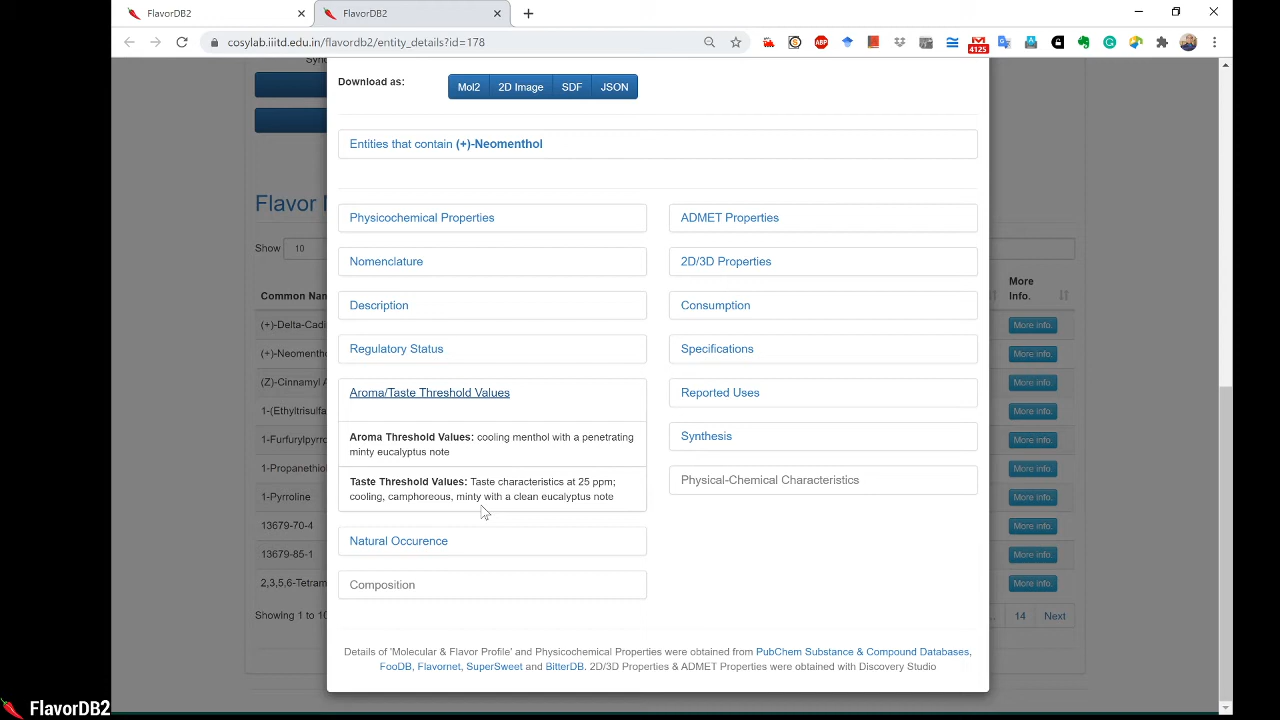 FlavorDB2
FlavorDB2
cosylab.iiitd.edu.in/flavordb2/entity_details?id=178
4125
Download as:
Mol2
2D Image
SDF
JSON
Entities that contain (+)-Neomenthol
Physicochemical Properties
ADMET Properties
Nomenclature
2D/3D Properties
Description
Consumption
Regulatory Status
Specifications
Aroma/Taste Threshold Values
Reported Uses
Aroma Threshold Values: cooling menthol with a penetrating
minty eucalyptus note
Synthesis
Taste Threshold Values: Taste characteristics at 25 ppm;
cooling, camphoreous, minty with a clean eucalyptus note
Physical-Chemical Characteristics
Natural Occurence
Composition
Details of 'Molecular & Flavor Profile' and Physicochemical Properties were obtained from PubChem Substance & Compound Databases,
FooDB, Flavornet, SuperSweet and BitterDB. 2D/3D Properties & ADMET Properties were obtained with Discovery Studio
Flavor
Show 10
Common Nan
More
Info.
(+)-Delta-Cadi
More info.
(+)-Neomenth
More info.
(Z)-Cinnamyl A
More info.
1-(Ethyltrisulfa
More info.
1-Furfurylpyrro
More info.
1-Propanethio
More info.
1-Pyrroline
More info.
13679-70-4
More info.
13679-85-1
More info.
2,3,5,6-Tetram
More info.
Showing 1 to 10
14
Next
FlavorDB2